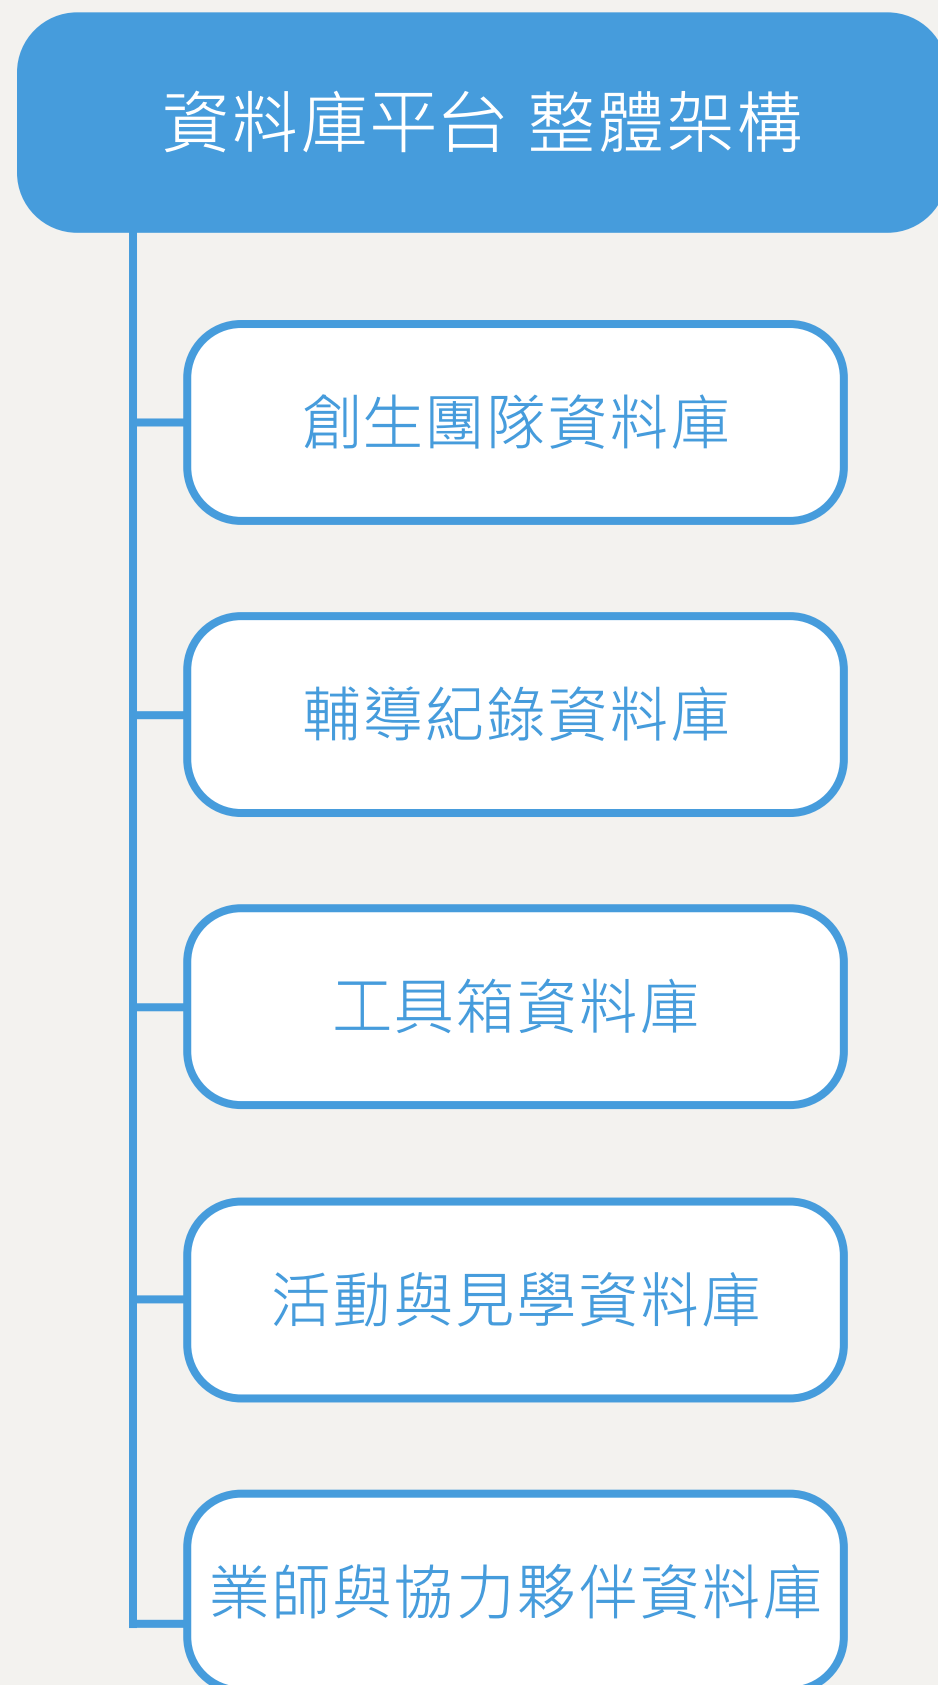 資料庫平台 整體架構
創生團隊資料庫
輔導紀錄資料庫
工具箱資料庫
活動與見學資料庫
業師與協力夥伴資料庫